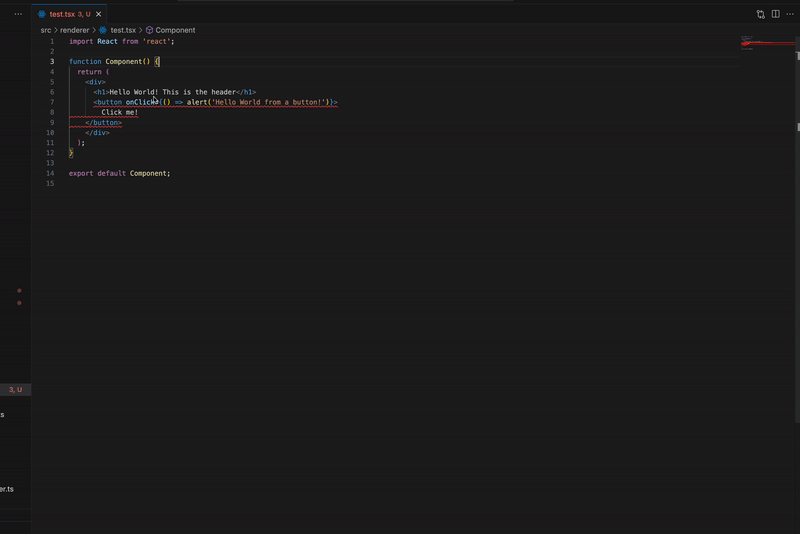 test.tsx 3, U
src > renderer > test.tsx > Component
1 import React from 'react';
2
3 function Component() {
4 return (
5 <div>
6 <h1>Hello World! This is the header</h1>
7 <button onClick={() => alert('Hello World from a button!')}>
8 Click me!
9 </button>
10 </div>
11 );
12 }
13
14 export default Component;
15
3, U
s
er.ts